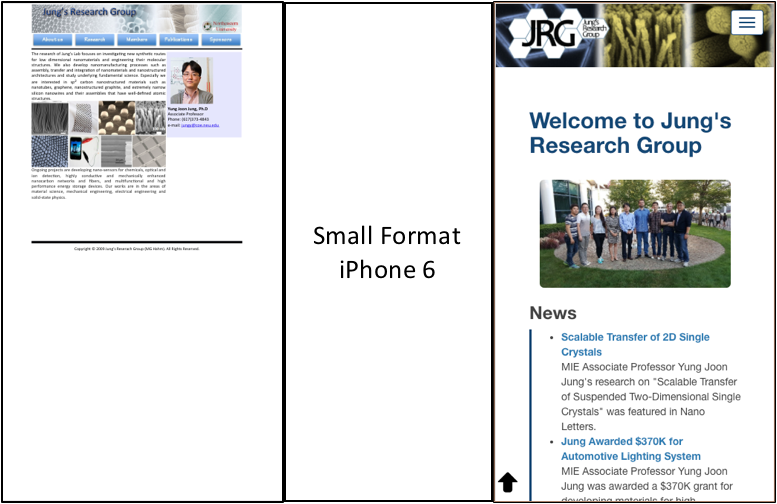 Jung's Research Group
Northeastern
University
About us
Research
Members
Publications
Sponsors
The research of Jung's Lab focuses on investigating new synthetic routes
for low dimensional nanomaterials and engineering their molecular
structures. We also develop nanomanufacturing processes such as
assembly, transfer and integration of nanomaterials and nanostructured
architectures and study underlying fundamental science. Especially we
are interested in sp² carbon nanostructured materials such as
nanotubes, graphene, nanostructured graphite, and extremely narrow
silicon nanowires and their assemblies that have well-defined atomic
structures.
Yung Joon Jung, Ph.D
Associate Professor
Phone: (617)373-4843
e-mail: jungy@coe.neu.edu
Ongoing projects are developing nano-sensors for chemicals, optical and
ion detection, highly conductive and mechanically enhanced
nanocarbon networks and fibers, and multifunctional and high
performance energy storage devices. Our works are in the areas of
material science, mechanical engineering, electrical engineering and
solid state physics.
Copyright © 2009 Jung's Research Group (JRG Admin). All Rights Reserved.
Small Format
iPhone 6
JRG
Jung's
Research
Group
Welcome to Jung's
Research Group
News
• Scalable Transfer of 2D Single
Crystals
MIE Associate Professor Yung Joon
Jung's research on "Scalable Transfer
of Suspended Two-Dimensional Single
Crystals" was featured in Nano
Letters.
• Jung Awarded $370K for
Automotive Lighting System
MIE Associate Professor Yung Joon
Jung was awarded a $370K grant for
developing materials for high